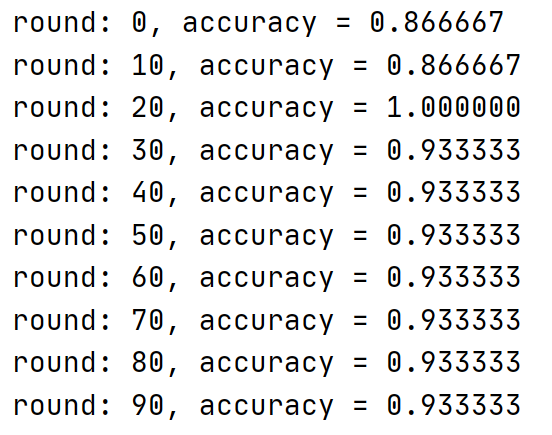 round: 0, accuracy = 0.866667
round: 10, accuracy = 0.866667
round: 20, accuracy = 1.000000
round: 30, accuracy = 0.933333
round: 40, accuracy = 0.933333
round: 50, accuracy = 0.933333
round: 60, accuracy = 0.933333
round: 70, accuracy = 0.933333
round: 80, accuracy = 0.933333
round: 90, accuracy = 0.933333